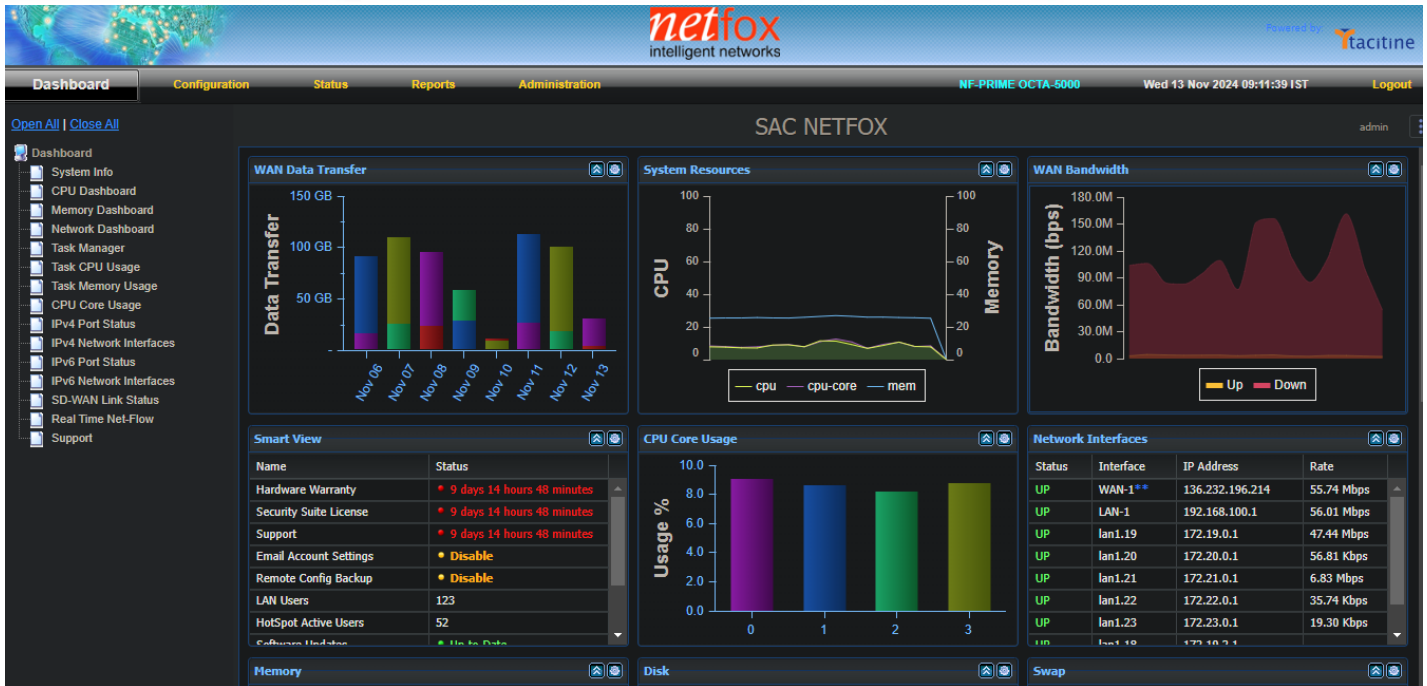 netfox
intelligent networks
Powered by
tacitine
Dashboard Configuration Status Reports Administration NF-PRIME OCTA-5000 Wed 13 Nov 2024 09:11:39 IST Logout
Open All | Close All
SAC NETFOX
admin
Dashboard
System Info
CPU Dashboard
Memory Dashboard
Network Dashboard
Task Manager
Task CPU Usage
Task Memory Usage
CPU Core Usage
IPv4 Port Status
IPv4 Network Interfaces
IPv6 Port Status
IPv6 Network Interfaces
SD-WAN Link Status
Real Time Net-Flow
Support
WAN Data Transfer
150 GB
100 GB
50 GB
-
Data Transfer
Nov 06 Nov 07 Nov 08 Nov 09 Nov 10 Nov 11 Nov 12 Nov 13
System Resources
100 100
80 80
60 60
40 40
20 20
0 0
CPU
Memory
cpu cpu-core mem
WAN Bandwidth
180.0M
150.0M
120.0M
90.0M
60.0M
30.0M
0.0
Bandwidth (bps)
Up Down
Smart View
Name Status
Hardware Warranty 9 days 14 hours 48 minutes
Security Suite License 9 days 14 hours 48 minutes
Support 9 days 14 hours 48 minutes
Email Account Settings Disable
Remote Config Backup Disable
LAN Users 123
HotSpot Active Users 52
Software Updates Up to Date
CPU Core Usage
10.0
8.0
6.0
4.0
2.0
0.0
Usage %
0 1 2 3
Network Interfaces
Status Interface IP Address Rate
UP WAN-1** 136.232.196.214 55.74 Mbps
UP LAN-1 192.168.100.1 56.01 Mbps
UP lan1.19 172.19.0.1 47.44 Mbps
UP lan1.20 172.20.0.1 56.81 Kbps
UP lan1.21 172.21.0.1 6.83 Mbps
UP lan1.22 172.22.0.1 35.74 Kbps
UP lan1.23 172.23.0.1 19.30 Kbps
UP lan1.18
Memory
Disk
Swap